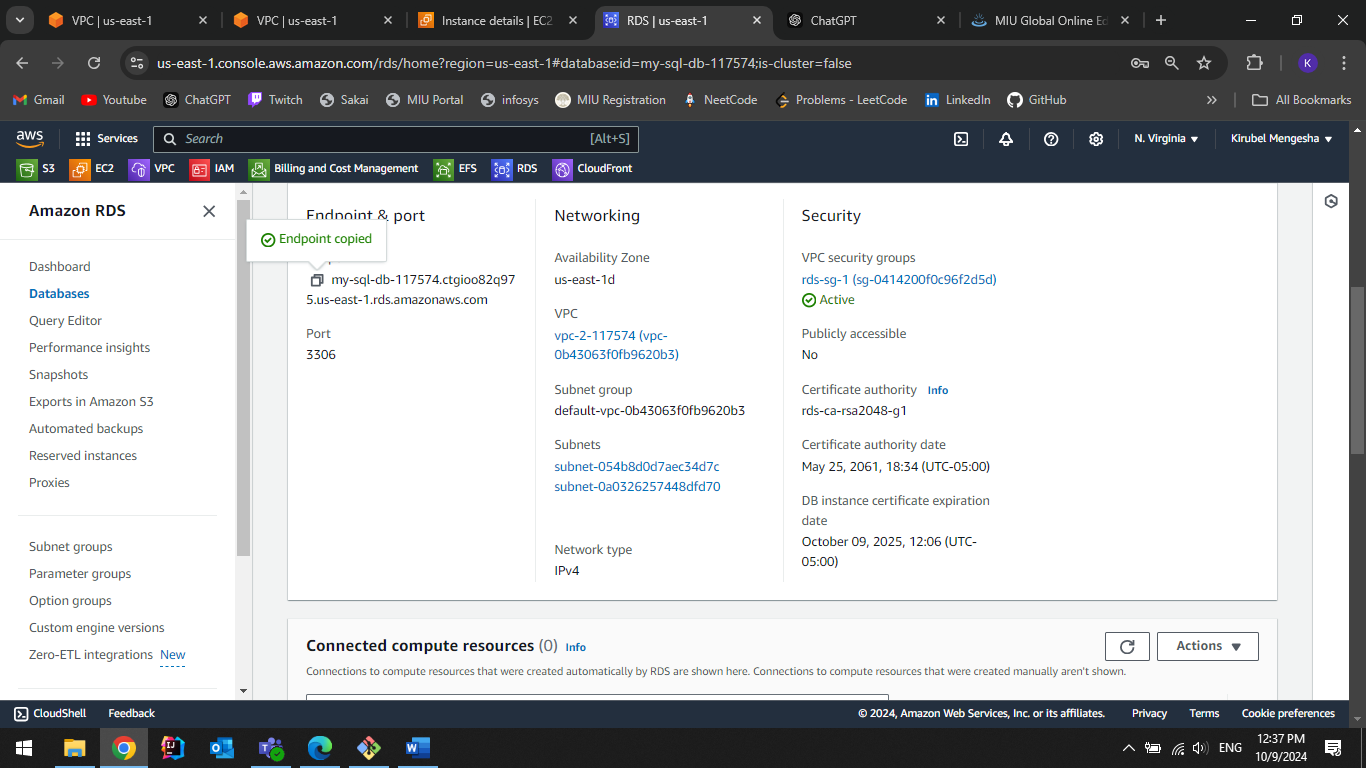 VPC | us-east-1
VPC | us-east-1
Instance details | EC2
RDS | us-east-1
ChatGPT
MIU Global Online Ed
us-east-1.console.aws.amazon.com/rds/home?region=us-east-1#database:id=my-sql-db-117574;is-cluster=false
K
Gmail
Youtube
ChatGPT
Twitch
Sakai
MIU Portal
infosys
MIU Registration
NeetCode
Problems - LeetCode
LinkedIn
GitHub
All Bookmarks
aws
Services
Search
[Alt+S]
N. Virginia
Kirubel Mengesha
S3
EC2
VPC
IAM
Billing and Cost Management
EFS
RDS
CloudFront
Amazon RDS
Dashboard
Databases
Query Editor
Performance insights
Snapshots
Exports in Amazon S3
Automated backups
Reserved instances
Proxies
Subnet groups
Parameter groups
Option groups
Custom engine versions
Zero-ETL integrations New
Endpoint & port
Endpoint copied
my-sql-db-117574.ctgioo82q97
5.us-east-1.rds.amazonaws.com
Port
3306
Networking
Availability Zone
us-east-1d
VPC
vpc-2-117574 (vpc-
0b43063f0fb9620b3)
Subnet group
default-vpc-0b43063f0fb9620b3
Subnets
subnet-054b8d0d7aec34d7c
subnet-0a0326257448dfd70
Network type
IPv4
Security
VPC security groups
rds-sg-1 (sg-0414200f0c96f2d5d)
Active
Publicly accessible
No
Certificate authority Info
rds-ca-rsa2048-g1
Certificate authority date
May 25, 2061, 18:34 (UTC-05:00)
DB instance certificate expiration
date
October 09, 2025, 12:06 (UTC-
05:00)
Connected compute resources (0) Info
Actions
Connections to compute resources that were created automatically by RDS are shown here. Connections to compute resources that were created manually aren't shown.
CloudShell
Feedback
© 2024, Amazon Web Services, Inc. or its affiliates.
Privacy
Terms
Cookie preferences
ENG
12:37 PM
10/9/2024